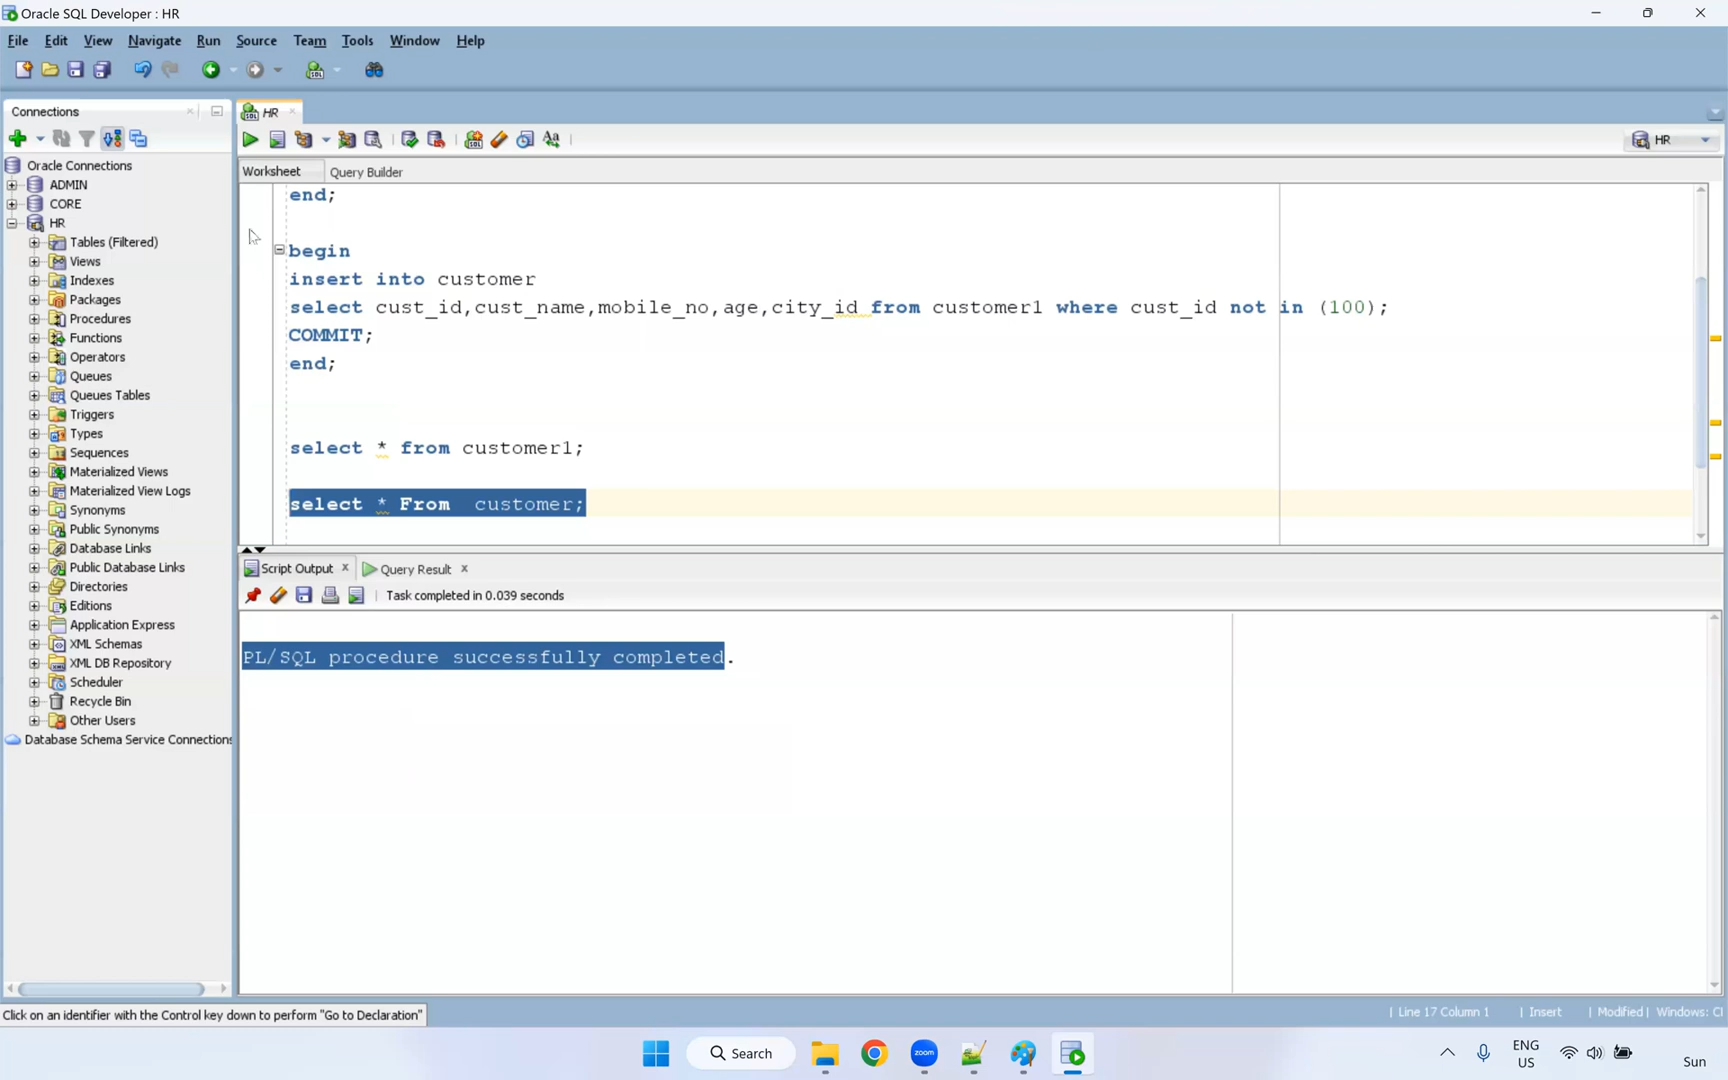 Oracle SQL Developer : HR
File Edit View Navigate Run Source Team Tools Window Help
Connections
HR
HR
Worksheet
Query Builder
Oracle Connections
ADMIN
CORE
HR
Tables (Filtered)
Views
Indexes
Packages
Procedures
Functions
Operators
Queues
Queues Tables
Triggers
Types
Sequences
Materialized Views
Materialized View Logs
Synonyms
Public Synonyms
Database Links
Public Database Links
Directories
Editions
Application Express
XML Schemas
XML DB Repository
Scheduler
Recycle Bin
Other Users
Database Schema Service Connections
end;
begin
insert into customer
select cust_id,cust_name,mobile_no,age,city_id from customer1 where cust_id not in (100);
COMMIT;
end;
select * from customer1;
select * From  customer;
Script Output
Query Result
Task completed in 0.039 seconds
PL/SQL procedure successfully completed.
Click on an identifier with the Control key down to perform "Go to Declaration"
| Line 17 Column 1 | Insert | Modified | Windows: CI
Search
zoom
ENG
US
Sun